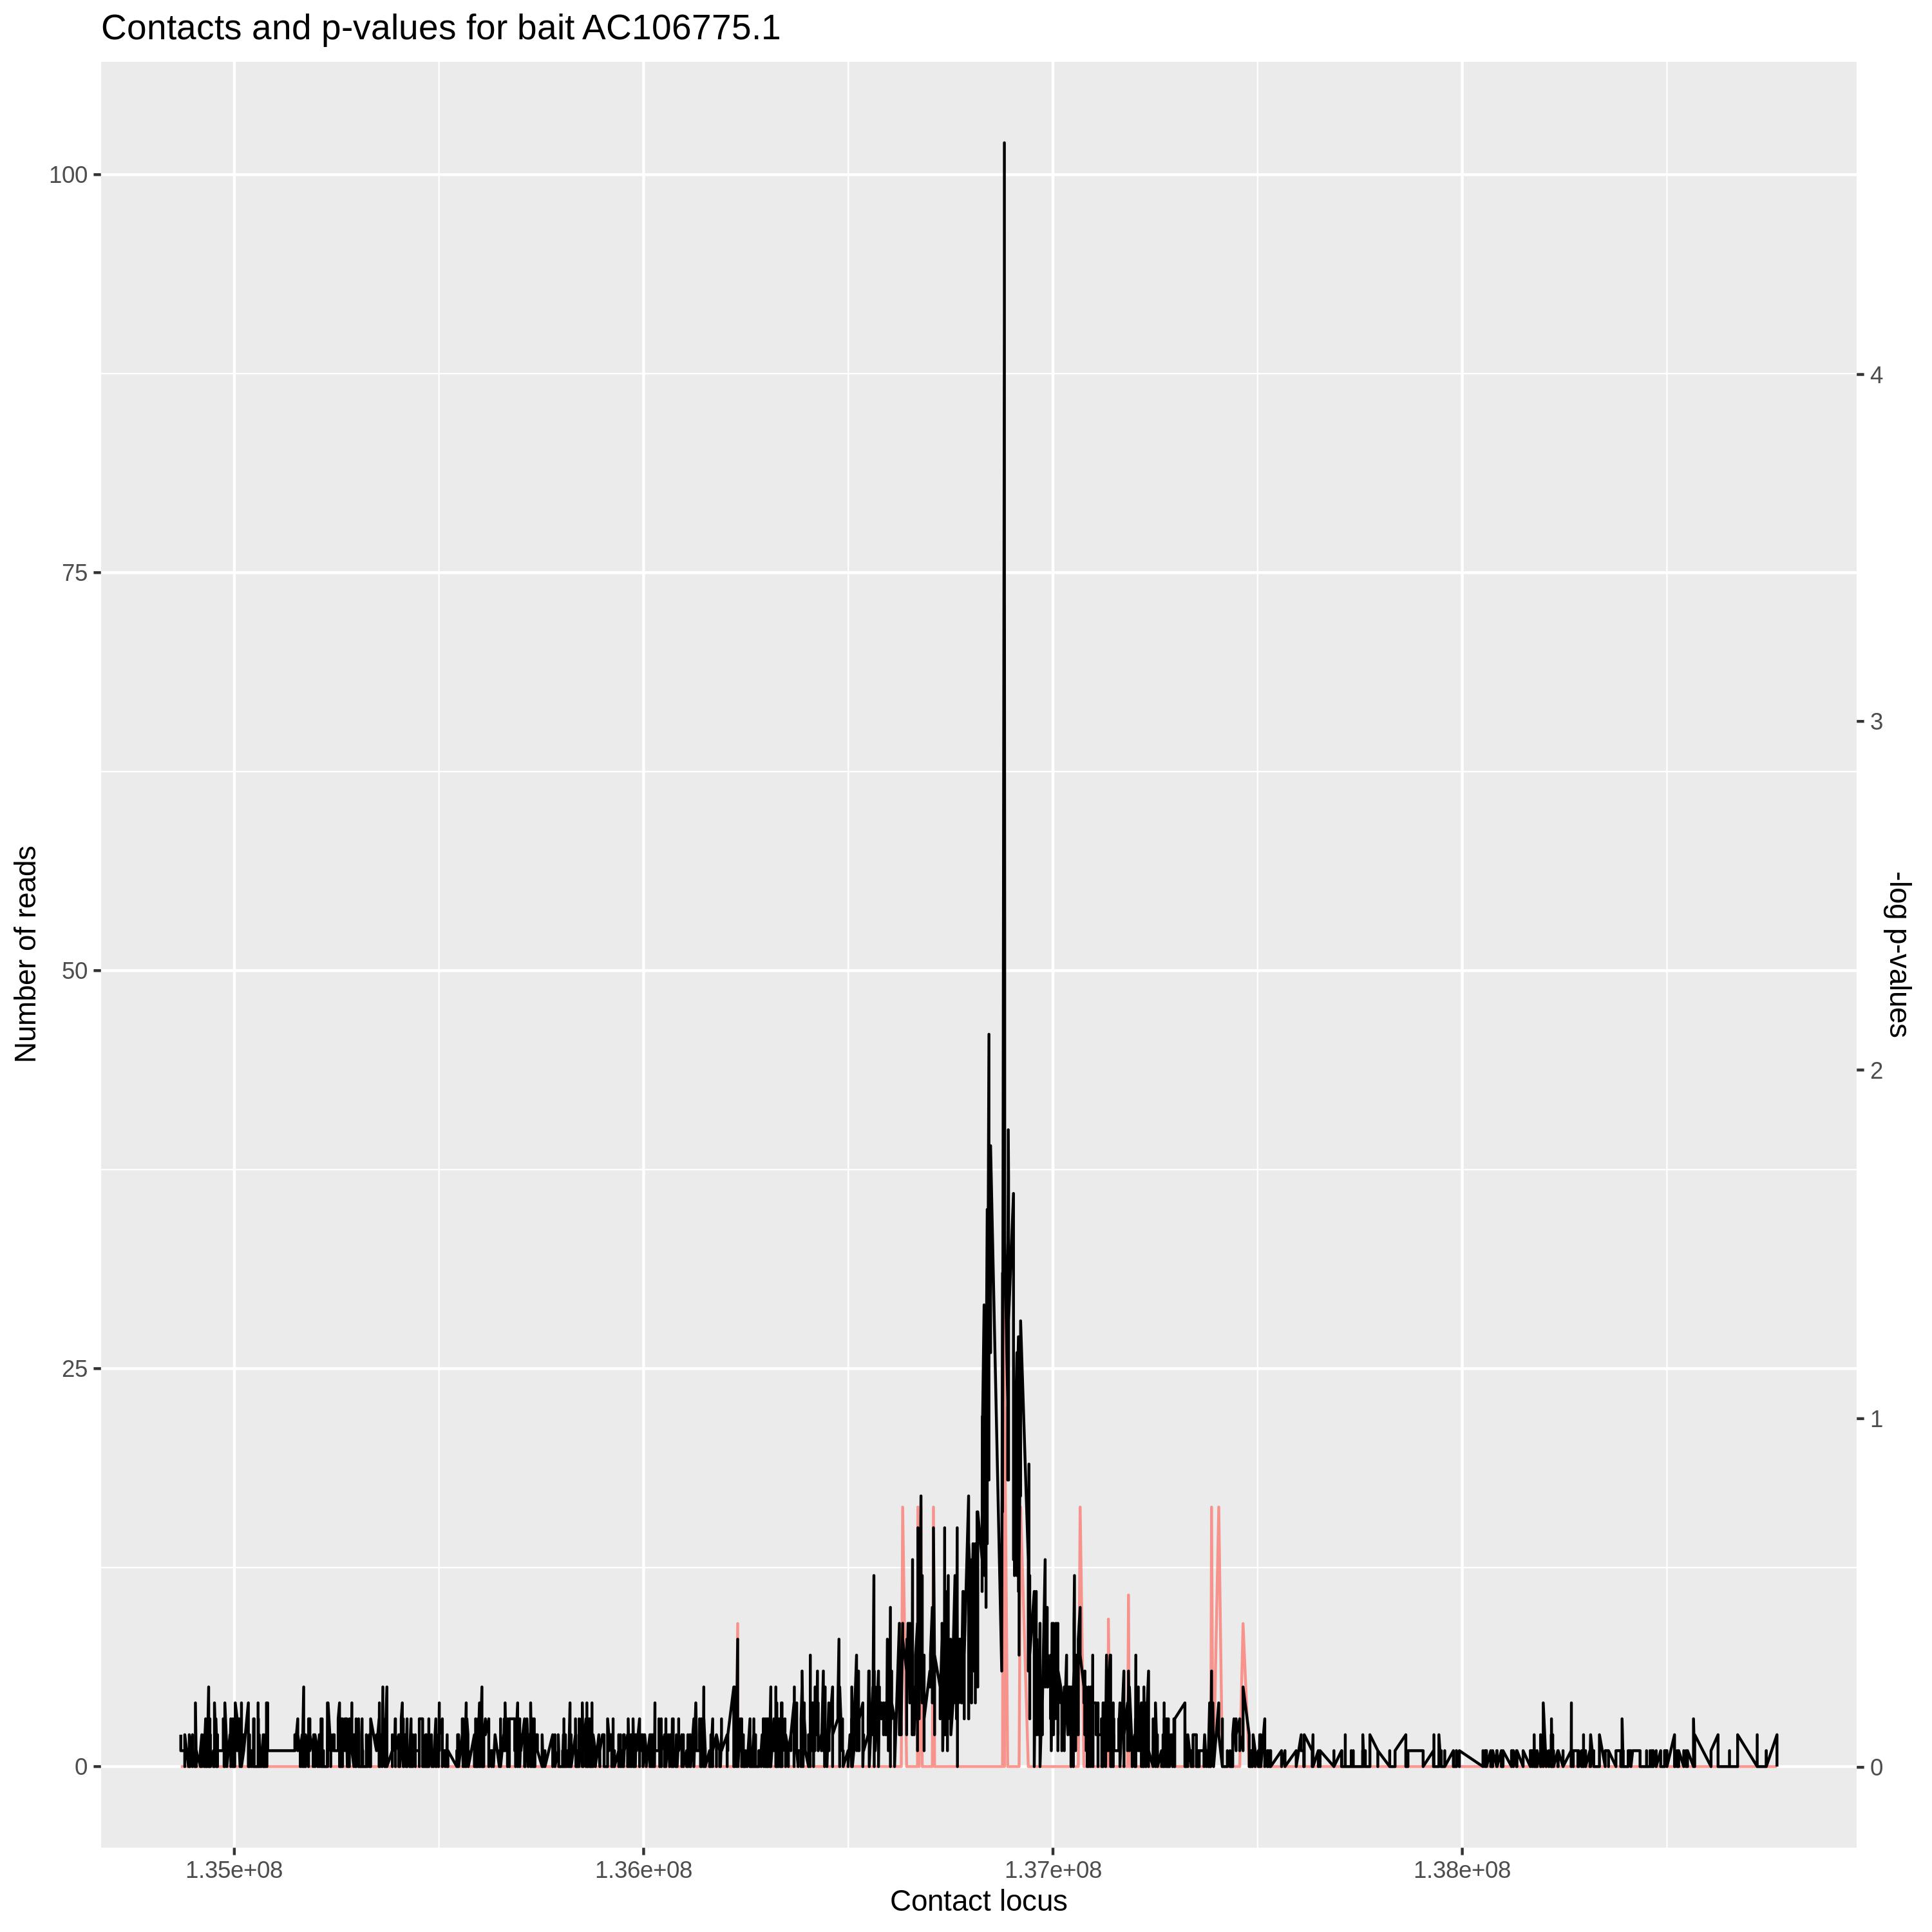 Contacts and p-values for bait AC106775.1
100
75
50
25
0
Number of reads
4
3
2
1
0
-log p-values
1.35e+08
1.36e+08
1.37e+08
1.38e+08
Contact locus